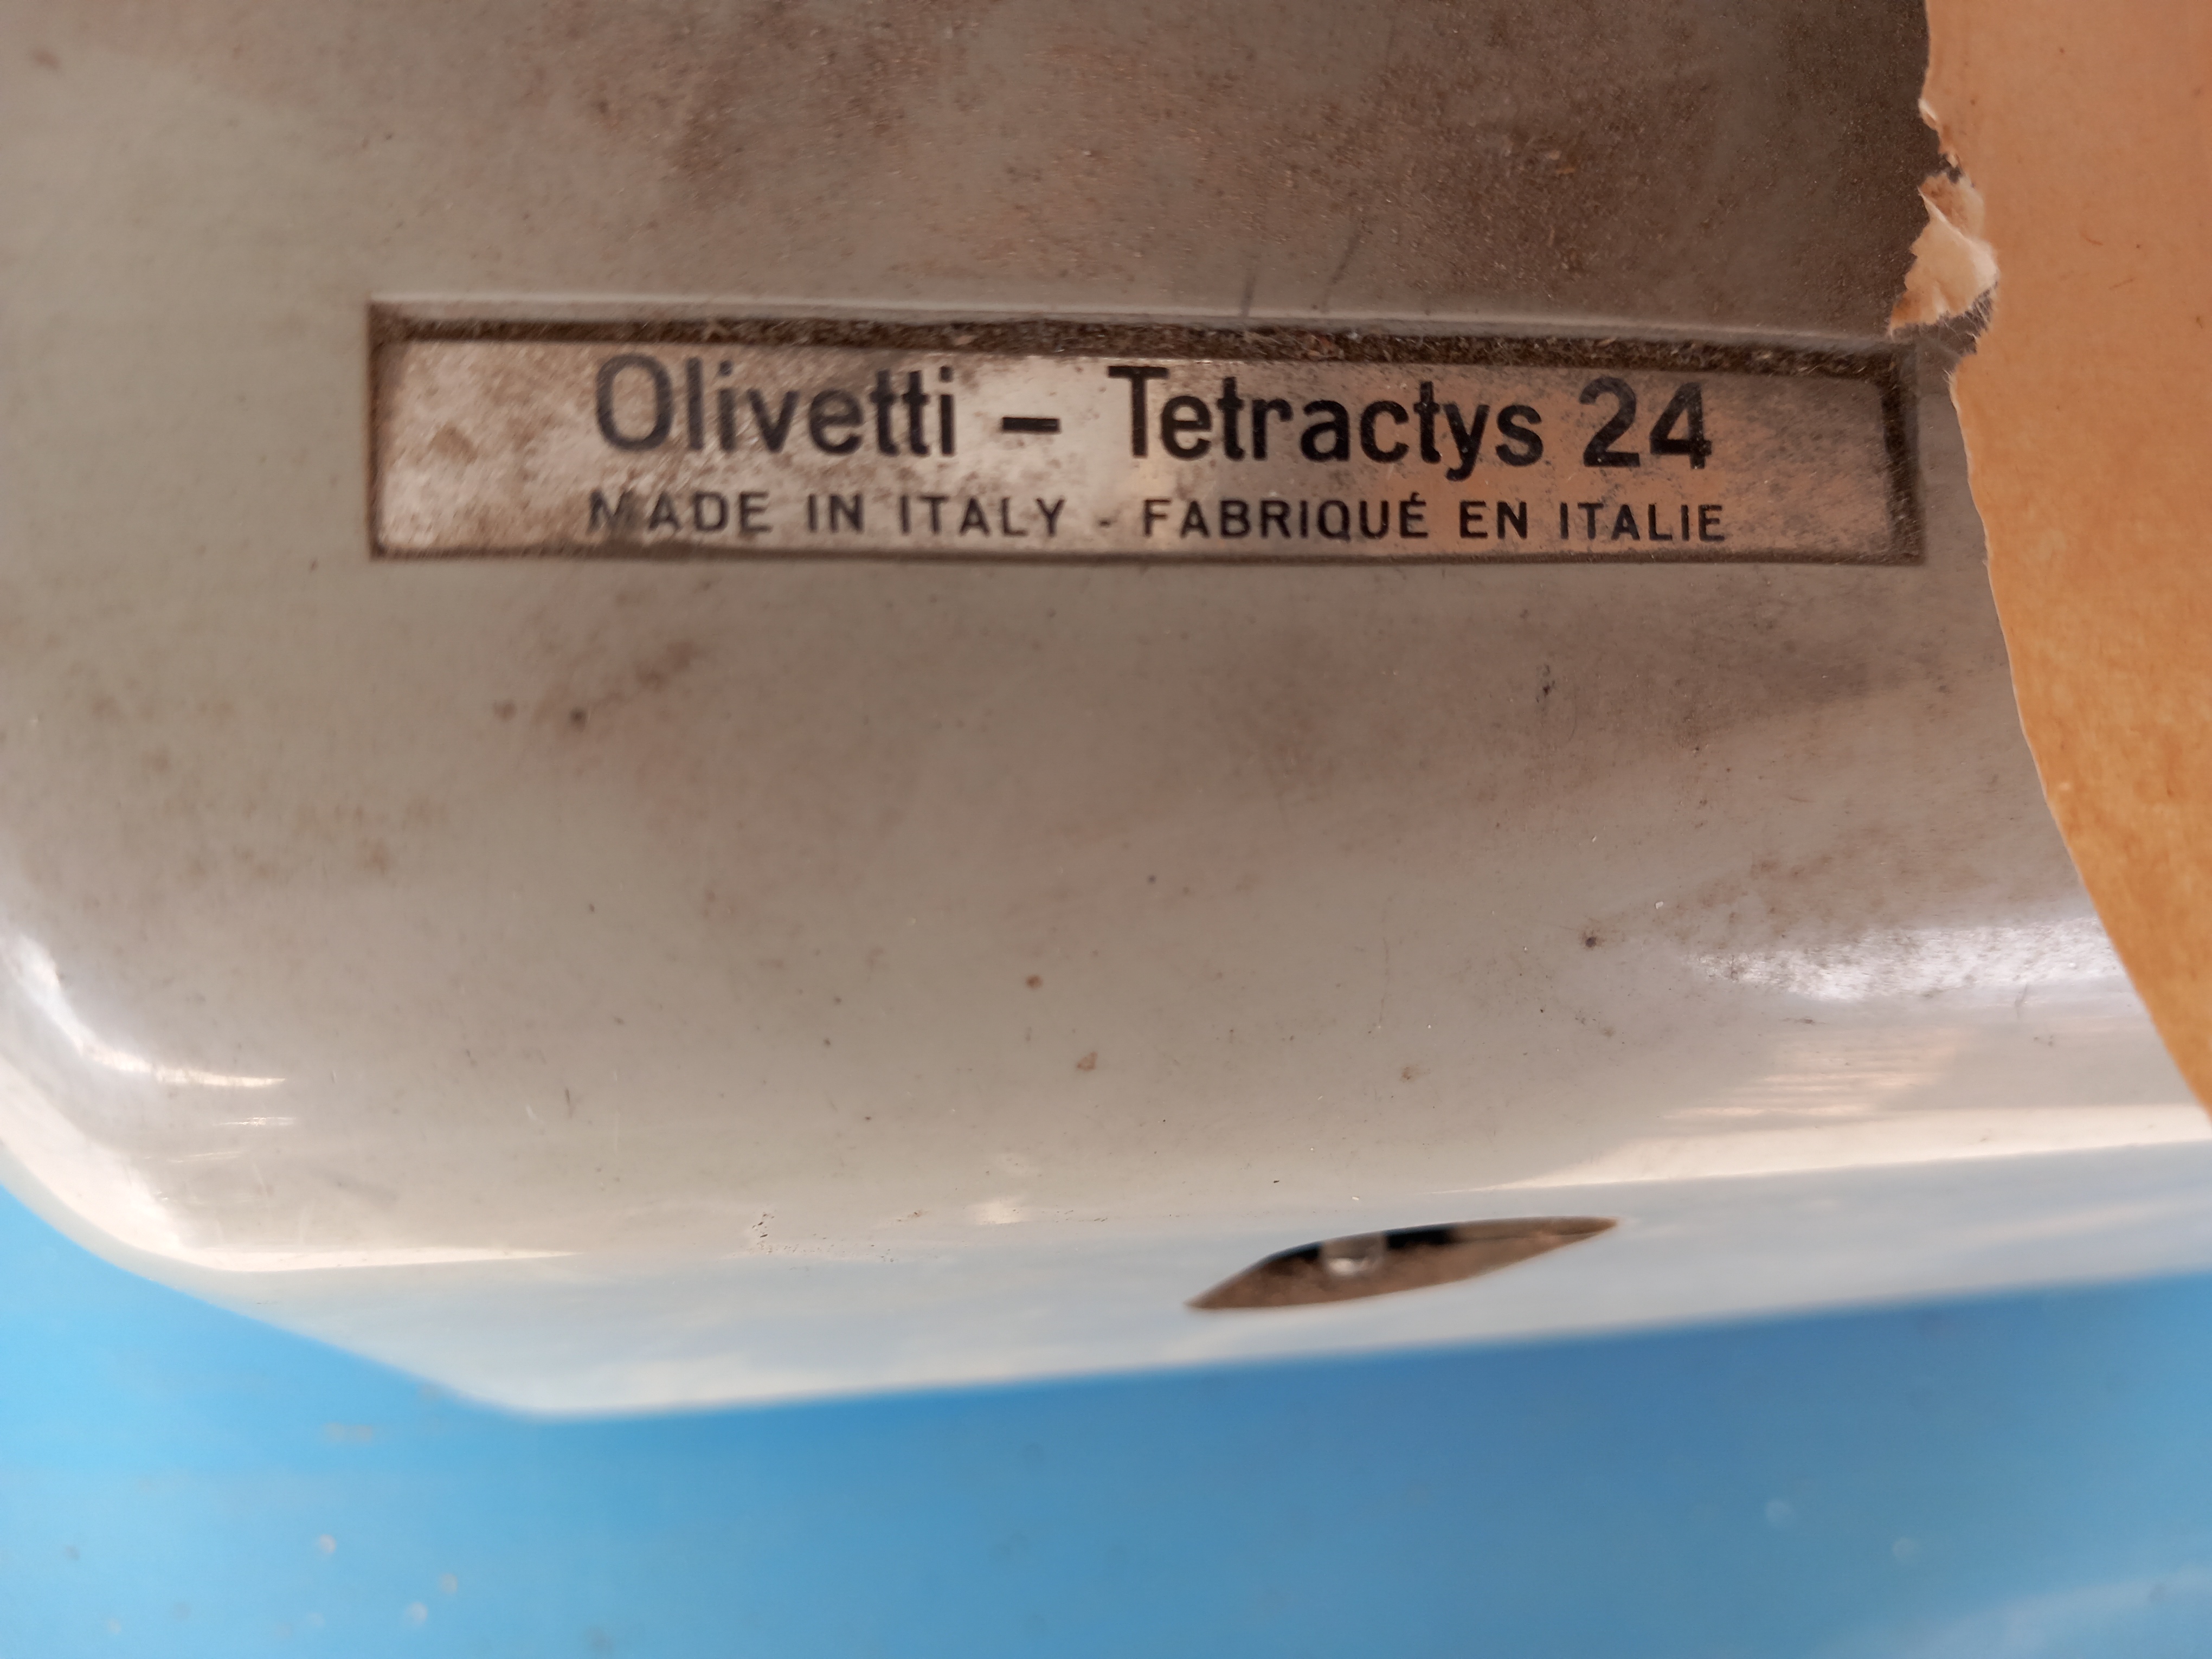 Olivetti – Tetractys 24
MADE IN ITALY - FABRIQUÉ EN ITALIE